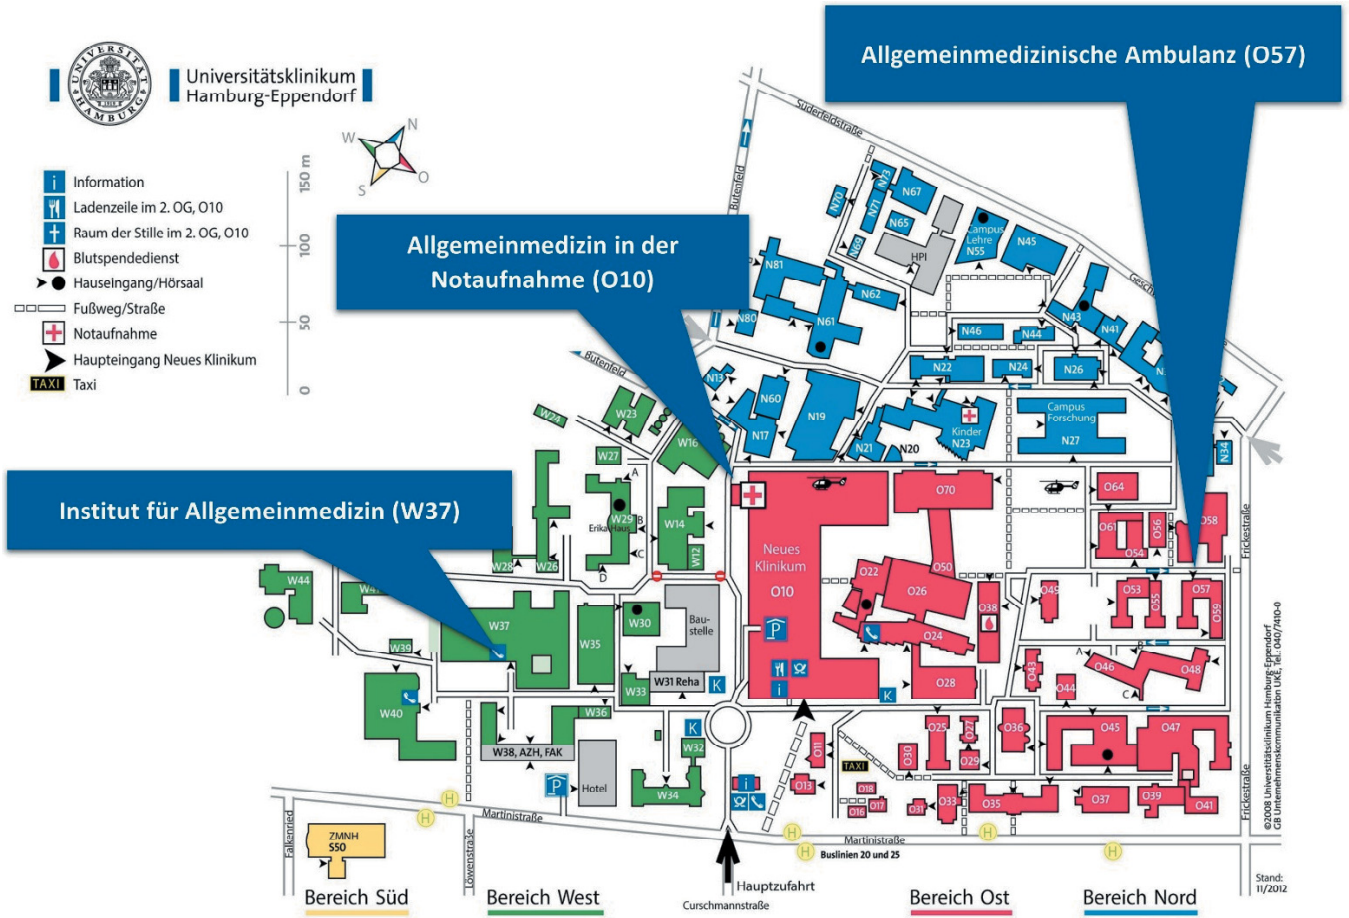 Allgemeinmedizinische Ambulanz (O57)
UNIVERSITÄT HAMBURG
Universitätsklinikum
Hamburg-Eppendorf
N
W
O
S
150 m
100
50
0
i Information
Ladenzeile im 2. OG, O10
Raum der Stille im 2. OG, O10
Blutspendedienst
Hauseingang/Hörsaal
Fußweg/Straße
Notaufnahme
Haupteingang Neues Klinikum
TAXI Taxi
Allgemeinmedizin in der
Notaufnahme (O10)
Institut für Allgemeinmedizin (W37)
Süderfeldstraße
Butenfeld
Butenfeld
N73
N67
N70
N71
N65
N69
HPI
Campus
Lehre
N55
N45
N81
N62
N80
N61
N43
N41
N46
N44
N22
N24
N26
N13
N60
N19
N17
N21
N20
Kinder
N23
Campus
Forschung
N27
N34
W24
W23
W16
W27
A
W29
Erika-Haus
B
C
D
W14
W12
W28
W26
W44
W37
W35
W30
Bau-
stelle
W39
W31 Reha
W33
W40
W36
W38, AZH, FAK
Hotel
W32
W34
K
K
K
P
P
i
i
Neues
Klinikum
O10
O70
O50
O22
O26
O24
O28
O38
O64
O61
O56
O58
O54
O49
O53
O55
O57
O59
O43
O44
A
O46
B
O48
C
O25
O27
O29
O30
O36
O45
O47
O11
O13
TAXI
O18
O17
O16
O31
O33
O35
O37
O39
O41
Frickestraße
Frickestraße
©2008 Universitätsklinikum Hamburg-Eppendorf
GB Unternehmenskommunikation UKE, Tel.: 040/7410-0
Stand:
11/2012
H
H
H
H
H
H
Martinistraße
Martinistraße
Buslinien 20 und 25
Falkenried
Löwenstraße
ZMNH
S50
Hauptzufahrt
Curschmannstraße
Bereich Süd
Bereich West
Bereich Ost
Bereich Nord